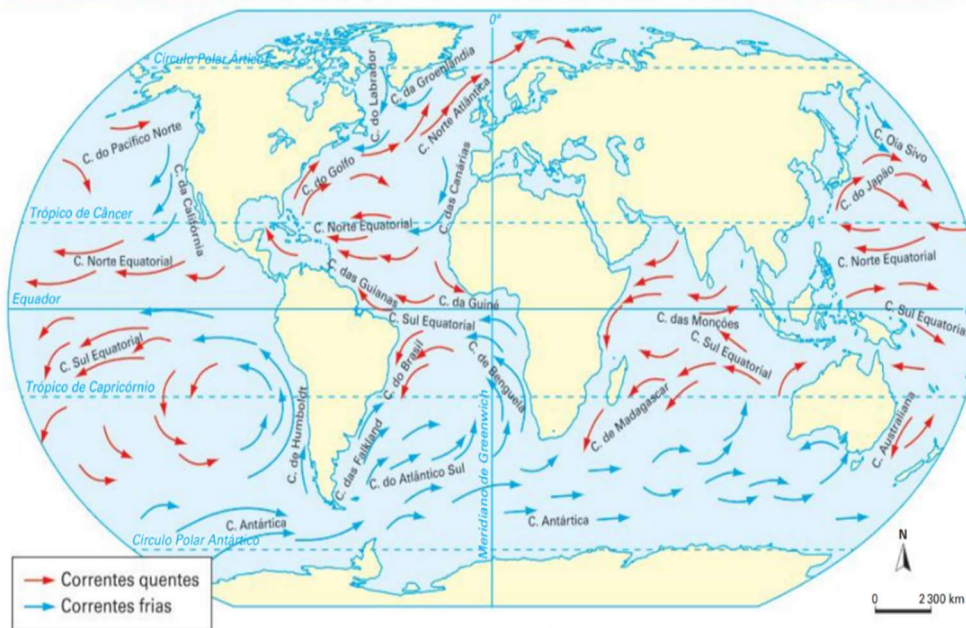 0°
Círculo Polar Ártico
C. do Labrador
C. da Groenlândia
C. Norte Atlântica
C. do Pacífico Norte
C. da Califórnia
C. do Golfo
C. das Canárias
C. Oia Sivo
C. do Japão
Trópico de Câncer
C. Norte Equatorial
C. Norte Equatorial
C. Norte Equatorial
C. das Guianas
C. da Guiné
Equador
C. Sul Equatorial
C. das Monções
C. Sul Equatorial
C. Sul Equatorial
C. Sul Equatorial
C. do Brasil
C. de Benguela
Trópico de Capricórnio
C. de Madagascar
C. Australiana
C. de Humboldt
C. das Falkland
C. do Atlântico Sul
Meridiano de Greenwich
C. Antártica
C. Antártica
Círculo Polar Antártico
N
Correntes quentes
Correntes frias
0 2 300 km